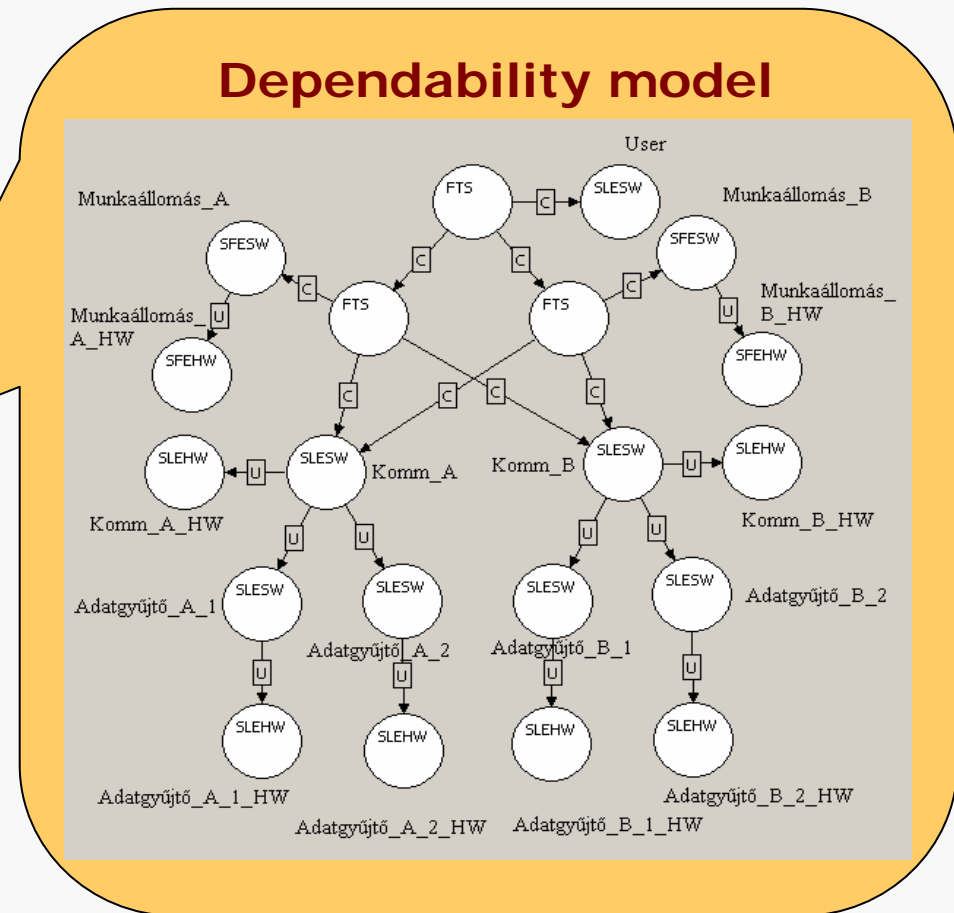 Dependability model
User
FTS
C
SLESW
Munkaállomás_A
Munkaállomás_B
SFESW
SFESW
C
C
C
C
FTS
FTS
Munkaállomás_
A_HW
U
U
Munkaállomás_
B_HW
SFEHW
SFEHW
C
C
C
C
SLEHW
U
SLESW
Komm_A
Komm_B
SLESW
U
SLEHW
Komm_A_HW
Komm_B_HW
U
U
U
U
Adatgyűjtő_A_1
SLESW
SLESW
SLESW
SLESW
Adatgyűjtő_B_2
Adatgyűjtő_A_2
Adatgyűjtő_B_1
U
U
U
U
SLEHW
SLEHW
SLEHW
SLEHW
Adatgyűjtő_A_1_HW
Adatgyűjtő_B_2_HW
Adatgyűjtő_A_2_HW
Adatgyűjtő_B_1_HW